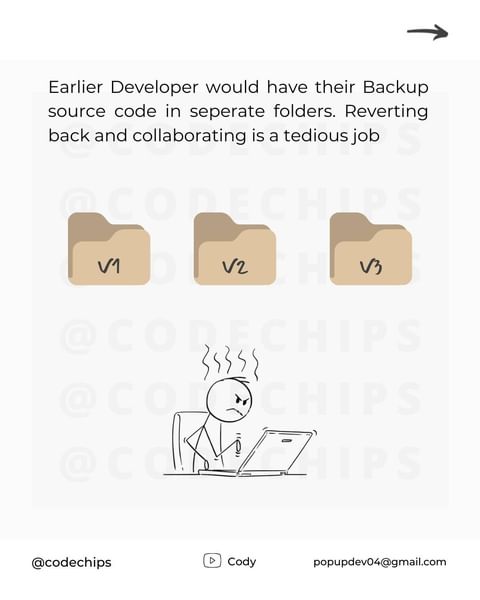 Earlier Developer would have their Backup
source code in seperate folders. Reverting
back and collaborating is a tedious job
@CODECHIPS
@CODECHIPS
V1 V2 V3
@CODECHIPS
@CODECHIPS
@CODECHIPS
@CODECHIPS
@codechips
Cody
popupdev04@gmail.com